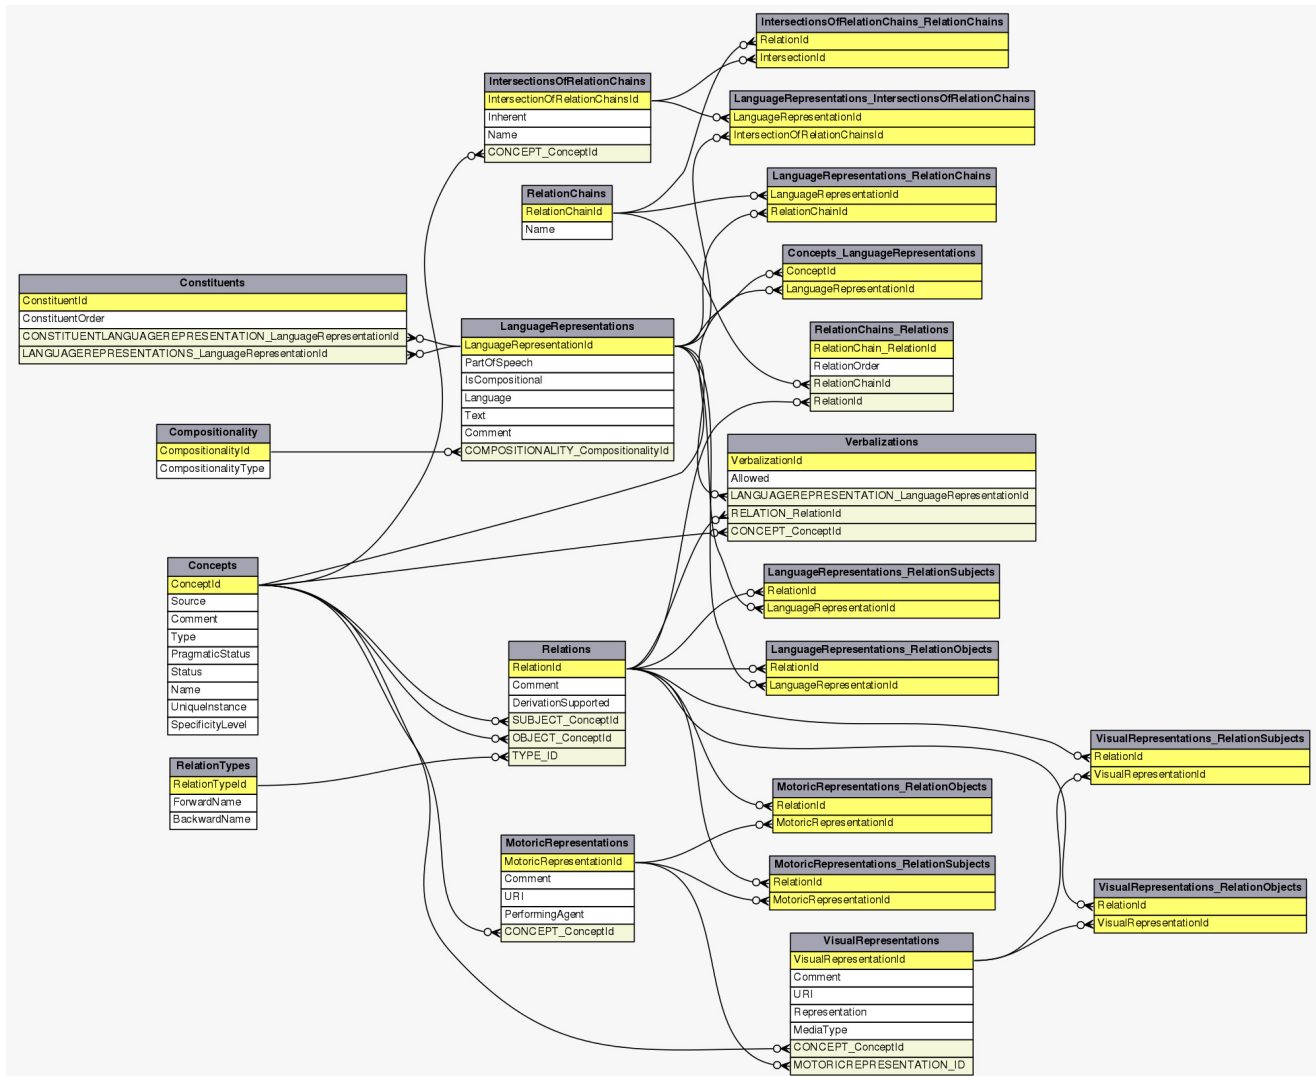 IntersectionsOfRelationChains_RelationChains
RelationId
IntersectionId
IntersectionsOfRelationChains
IntersectionOfRelationChainsId
Inherent
Name
CONCEPT_ConceptId
LanguageRepresentations_IntersectionsOfRelationChains
LanguageRepresentationId
IntersectionOfRelationChainsId
LanguageRepresentations_RelationChains
LanguageRepresentationId
RelationChainId
RelationChains
RelationChainId
Name
Concepts_LanguageRepresentations
ConceptId
LanguageRepresentationId
Constituents
ConstituentId
ConstituentOrder
CONSTITUENTLANGUAGEREPRESENTATION_LanguageRepresentationId
LANGUAGEREPRESENTATIONS_LanguageRepresentationId
LanguageRepresentations
LanguageRepresentationId
PartOfSpeech
IsCompositional
Language
Text
Comment
COMPOSITIONALITY_CompositionalityId
RelationChains_Relations
RelationChain_RelationId
RelationOrder
RelationChainId
RelationId
Compositionality
CompositionalityId
CompositionalityType
Verbalizations
VerbalizationId
Allowed
LANGUAGEREPRESENTATION_LanguageRepresentationId
RELATION_RelationId
CONCEPT_ConceptId
Concepts
ConceptId
Source
Comment
Type
PragmaticStatus
Status
Name
UniqueInstance
SpecificityLevel
LanguageRepresentations_RelationSubjects
RelationId
LanguageRepresentationId
Relations
RelationId
Comment
DerivationSupported
SUBJECT_ConceptId
OBJECT_ConceptId
TYPE_ID
LanguageRepresentations_RelationObjects
RelationId
LanguageRepresentationId
VisualRepresentations_RelationSubjects
RelationId
VisualRepresentationId
RelationTypes
RelationTypeId
ForwardName
BackwardName
MotoricRepresentations_RelationObjects
RelationId
MotoricRepresentationId
MotoricRepresentations
MotoricRepresentationId
Comment
URI
PerformingAgent
CONCEPT_ConceptId
MotoricRepresentations_RelationSubjects
RelationId
MotoricRepresentationId
VisualRepresentations_RelationObjects
RelationId
VisualRepresentationId
VisualRepresentations
VisualRepresentationId
Comment
URI
Representation
MediaType
CONCEPT_ConceptId
MOTORICREPRESENTATION_ID